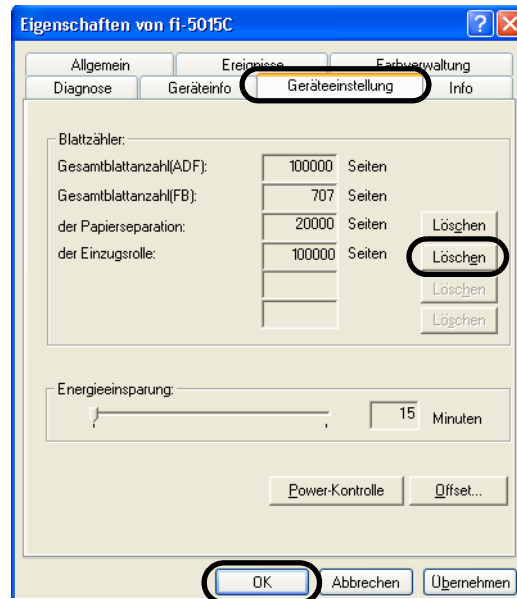 Eigenschaften von fi-5015C
Allgemein Ereignisse Farbverwaltung
Diagnose Geräteinfo Geräteeinstellung Info
Blattzähler:
Gesamtblattanzahl(ADF): 100000 Seiten
Gesamtblattanzahl(FB): 707 Seiten
der Papierseparation: 20000 Seiten Löschen
der Einzugsrolle: 100000 Seiten Löschen
Löschen
Löschen
Energieeinsparung:
15 Minuten
Power-Kontrolle Offset...
OK Abbrechen Übernehmen